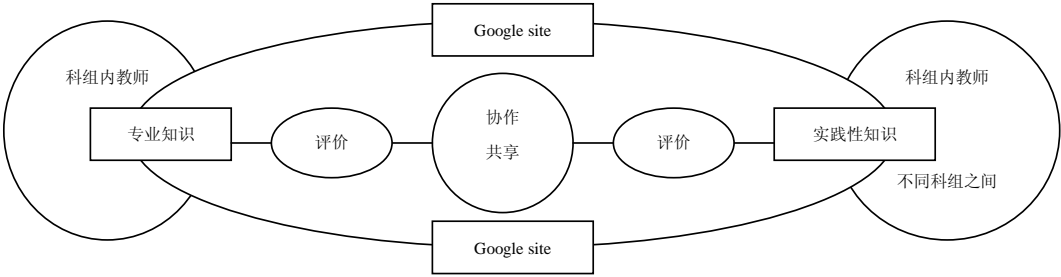 Google site
科组内教师
科组内教师
专业知识
评价
协作
共享
评价
实践性知识
不同科组之间
Google site